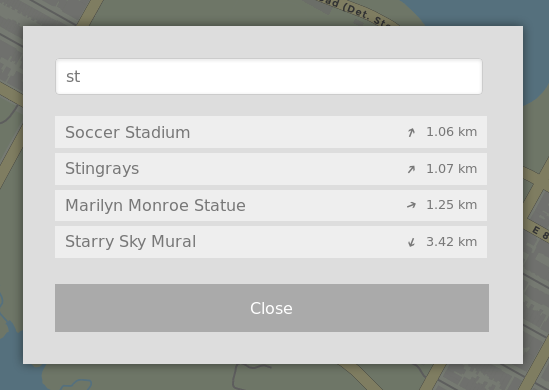 oad (Det. St
st
Soccer Stadium
1.06 km
Stingrays
1.07 km
Marilyn Monroe Statue
1.25 km
Starry Sky Mural
3.42 km
E 8
Close